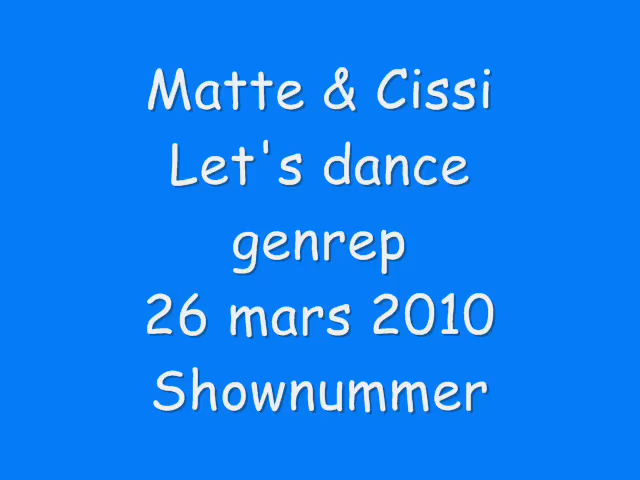 Matte & Cissi
Let's dance
genrep
26 mars 2010
Shownummer